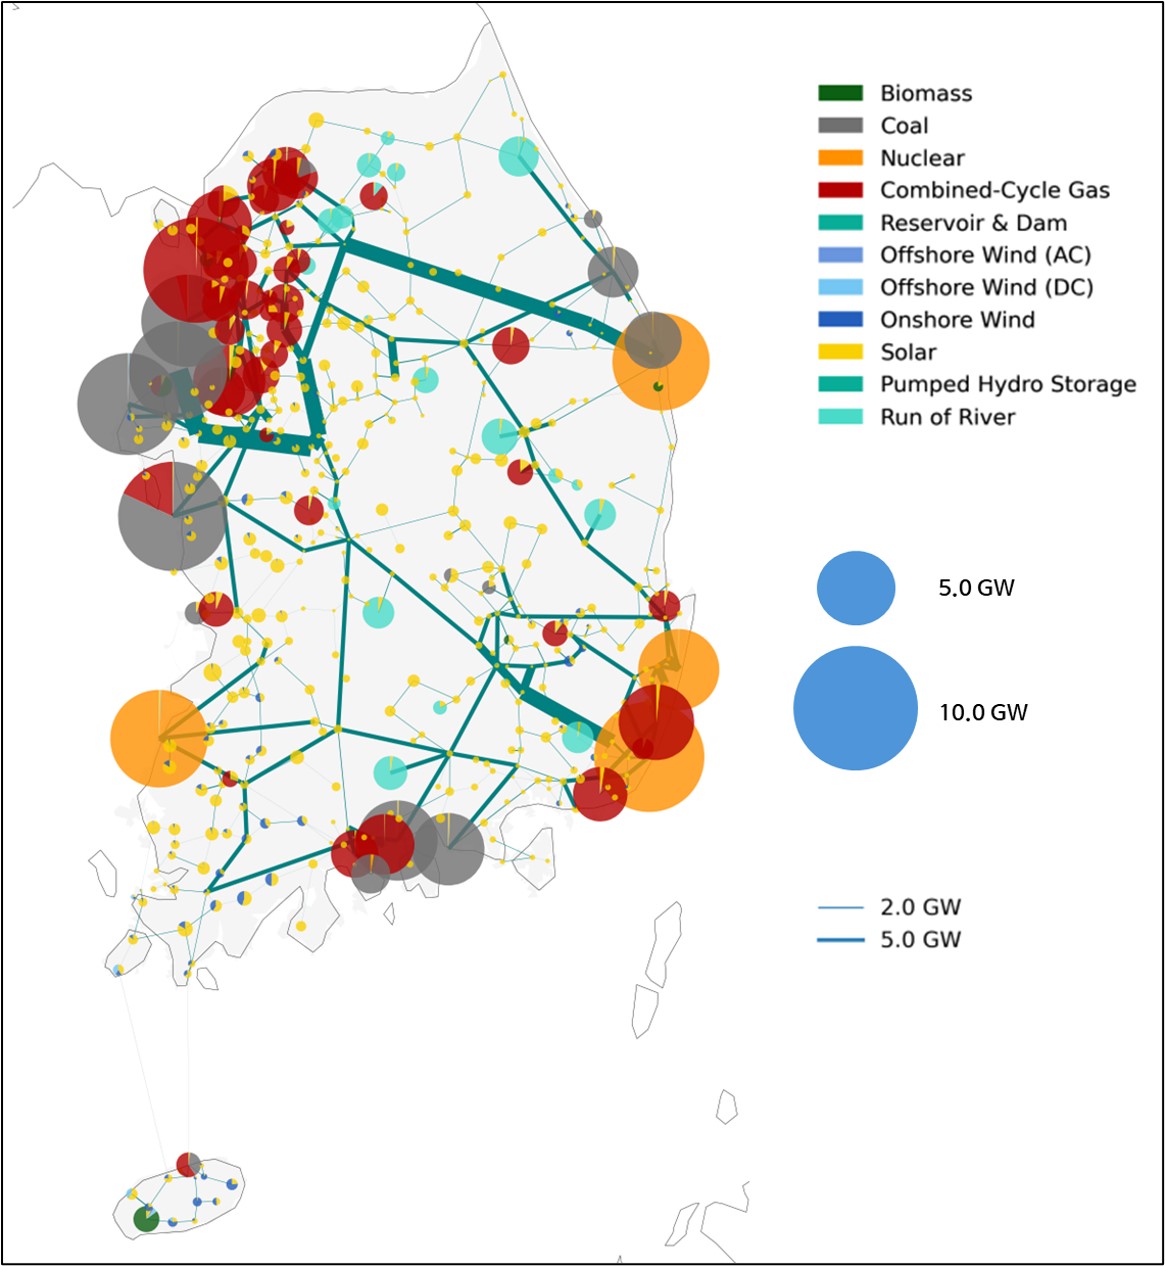 Biomass
Coal
Nuclear
Combined-Cycle Gas
Reservoir & Dam
Offshore Wind (AC)
Offshore Wind (DC)
Onshore Wind
Solar
Pumped Hydro Storage
Run of River
5.0 GW
10.0 GW
2.0 GW
5.0 GW